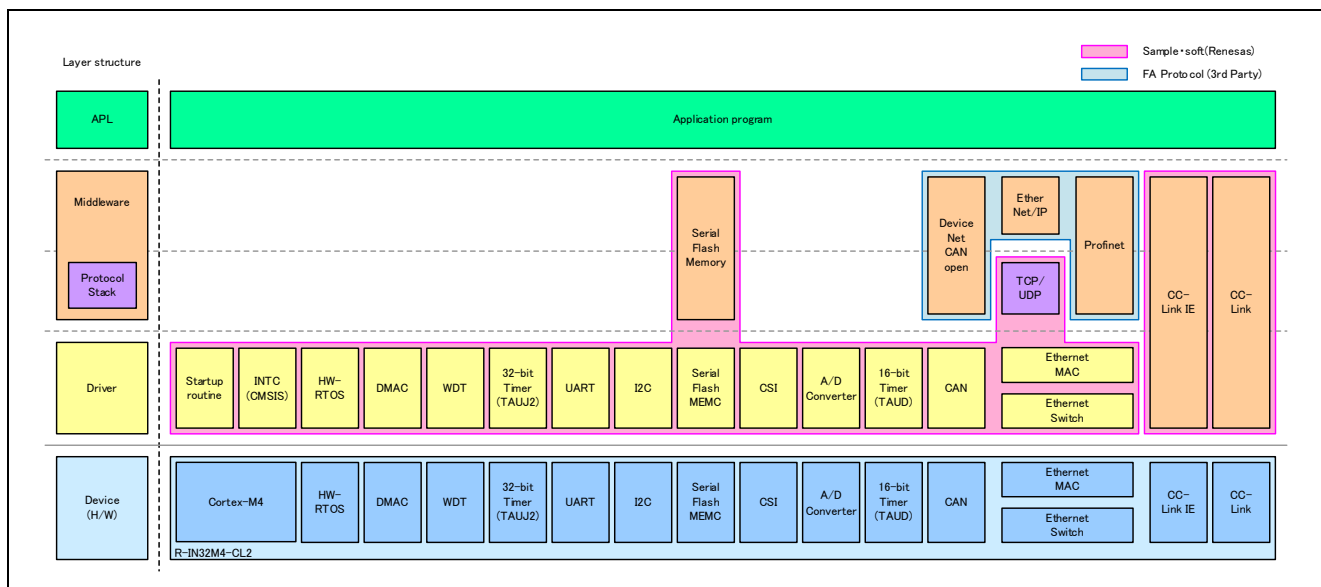 Layer structure
Sample・soft(Renesas)
FA Protocol (3rd Party)
APL
Application program
Middleware
Protocol
Stack
Serial
Flash
Memory
Device
Net
CAN
open
Ether
Net/IP
TCP/
UDP
Profinet
CC-
Link IE
CC-
Link
Driver
Startup
routine
INTC
(CMSIS)
HW-
RTOS
DMAC
WDT
32-bit
Timer
(TAUJ2)
UART
I2C
Serial
Flash
MEMC
CSI
A/D
Converter
16-bit
Timer
(TAUD)
CAN
Ethernet
MAC
Ethernet
Switch
Device
(H/W)
Cortex-M4
HW-
RTOS
DMAC
WDT
32-bit
Timer
(TAUJ2)
UART
I2C
Serial
Flash
MEMC
CSI
A/D
Converter
16-bit
Timer
(TAUD)
CAN
Ethernet
MAC
Ethernet
Switch
CC-
Link IE
CC-
Link
R-IN32M4-CL2